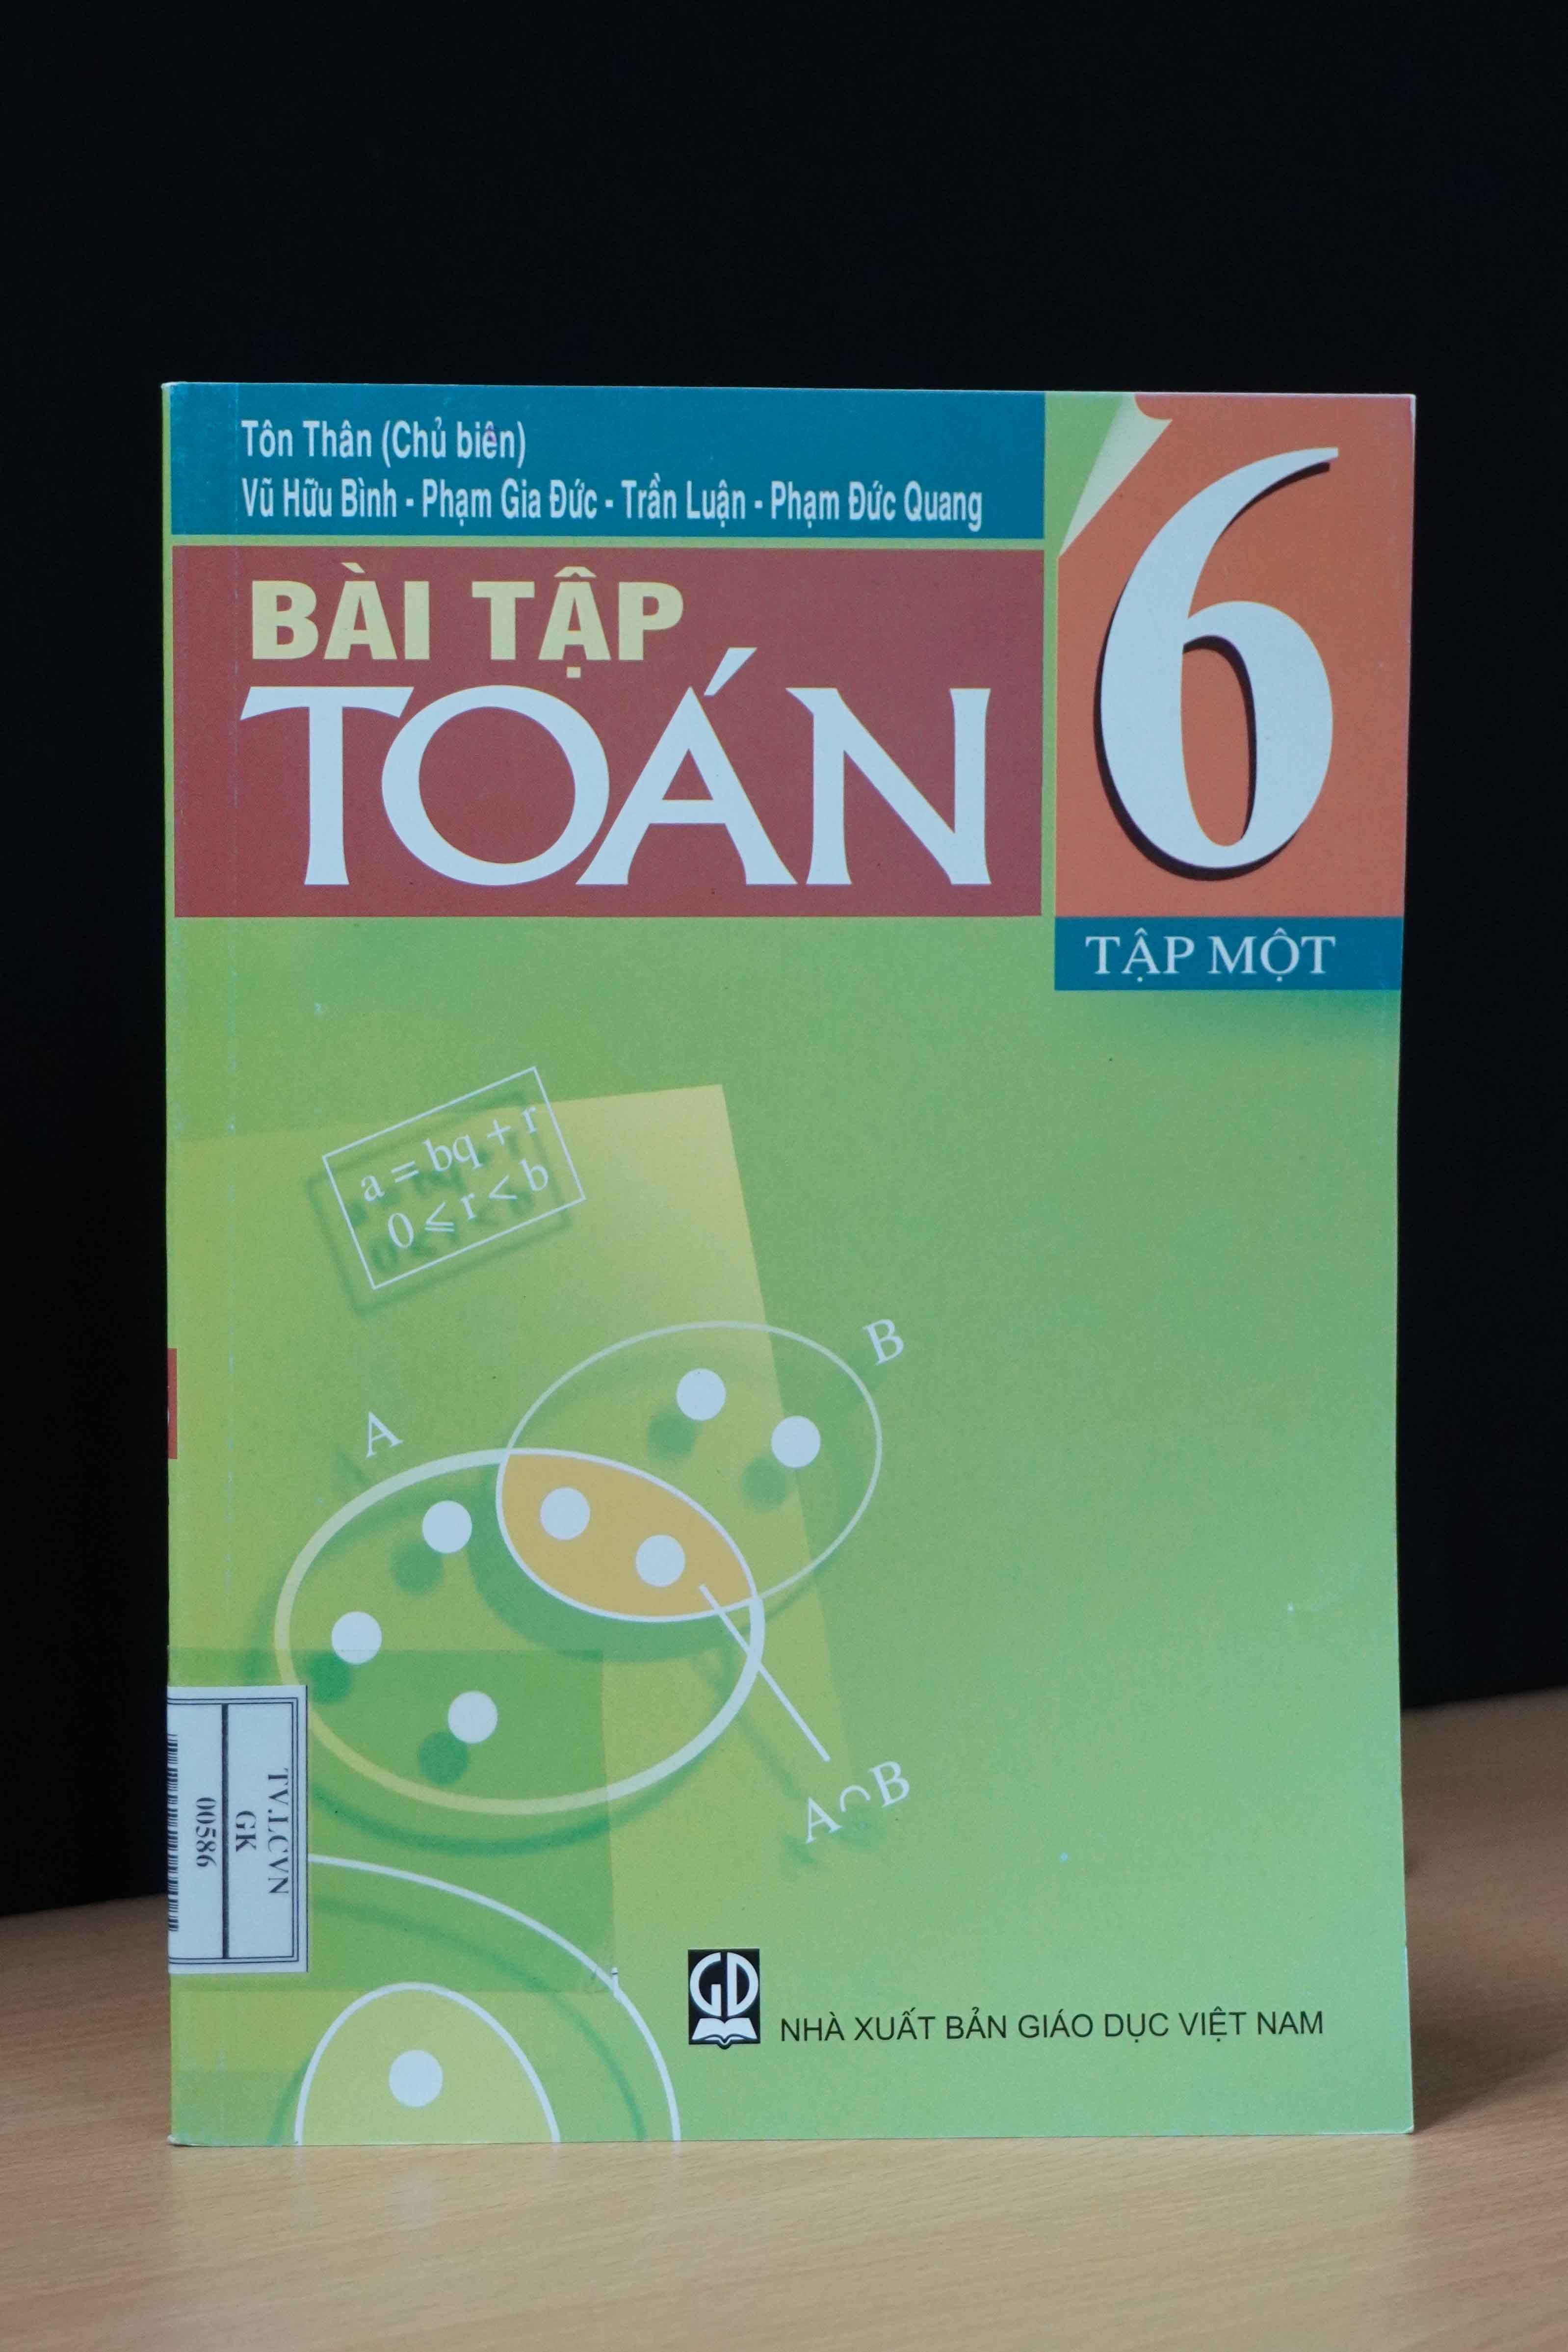 Tôn Thân (Chủ biên)
Vũ Hữu Bình - Phạm Gia Đức - Trần Luận - Phạm Đức Quang
BÀI TẬP
TOÁN
6
TẬP MỘT
a = bq + r
0 ⩽ r < b
B
A
A∩B
TV.LCVN
GK
00586
GD
NHÀ XUẤT BẢN GIÁO DỤC VIỆT NAM